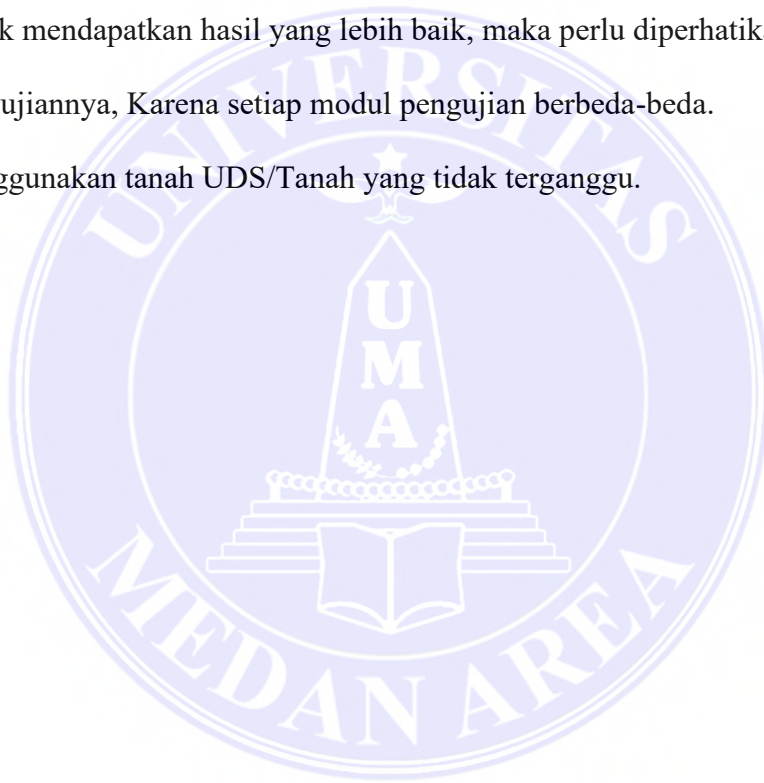 k mendapatkan hasil yang lebih baik, maka perlu diperhatika
ujiannya, Karena setiap modul pengujian berbeda-beda.
ggunakan tanah UDS/Tanah yang tidak terganggu.
UNIVERSITAS
U
M
A
MEDAN AREA